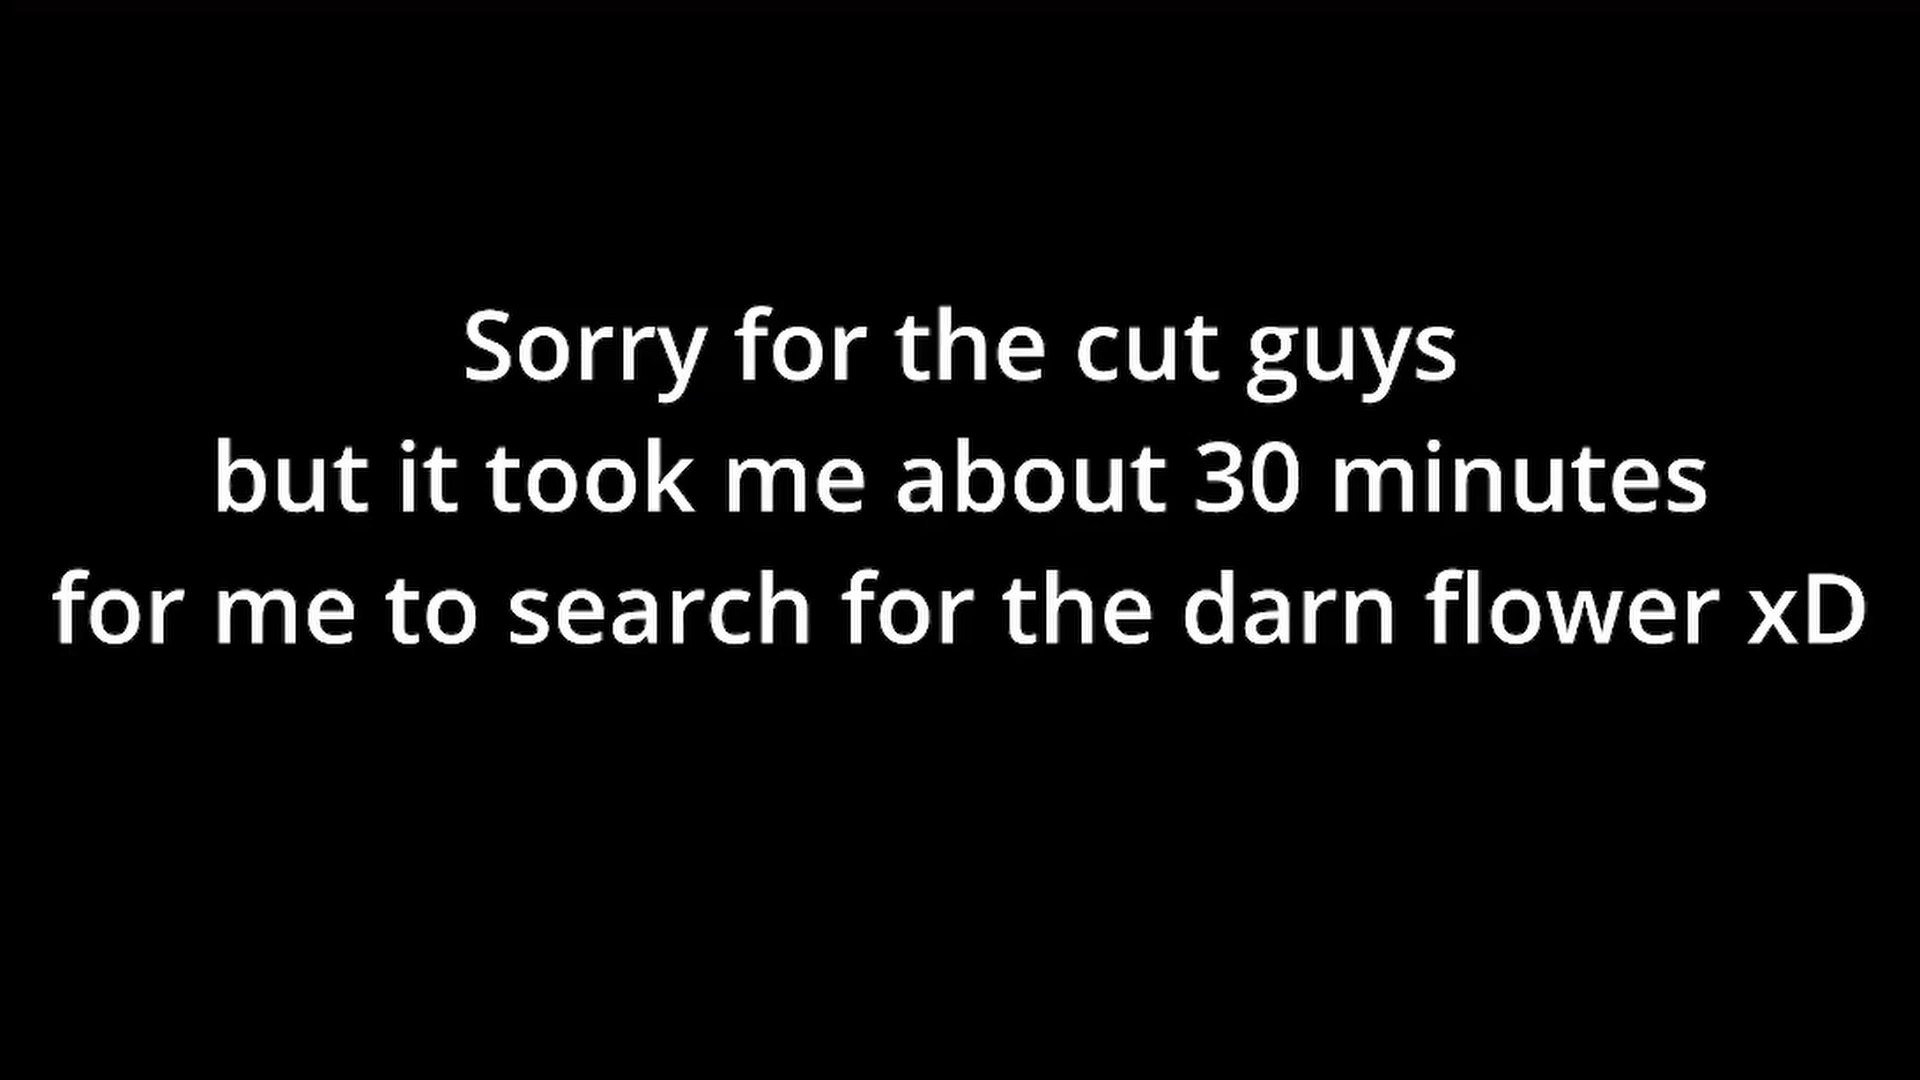 Sorry for the cut guys
but it took me about 30 minutes
for me to search for the darn flower xD